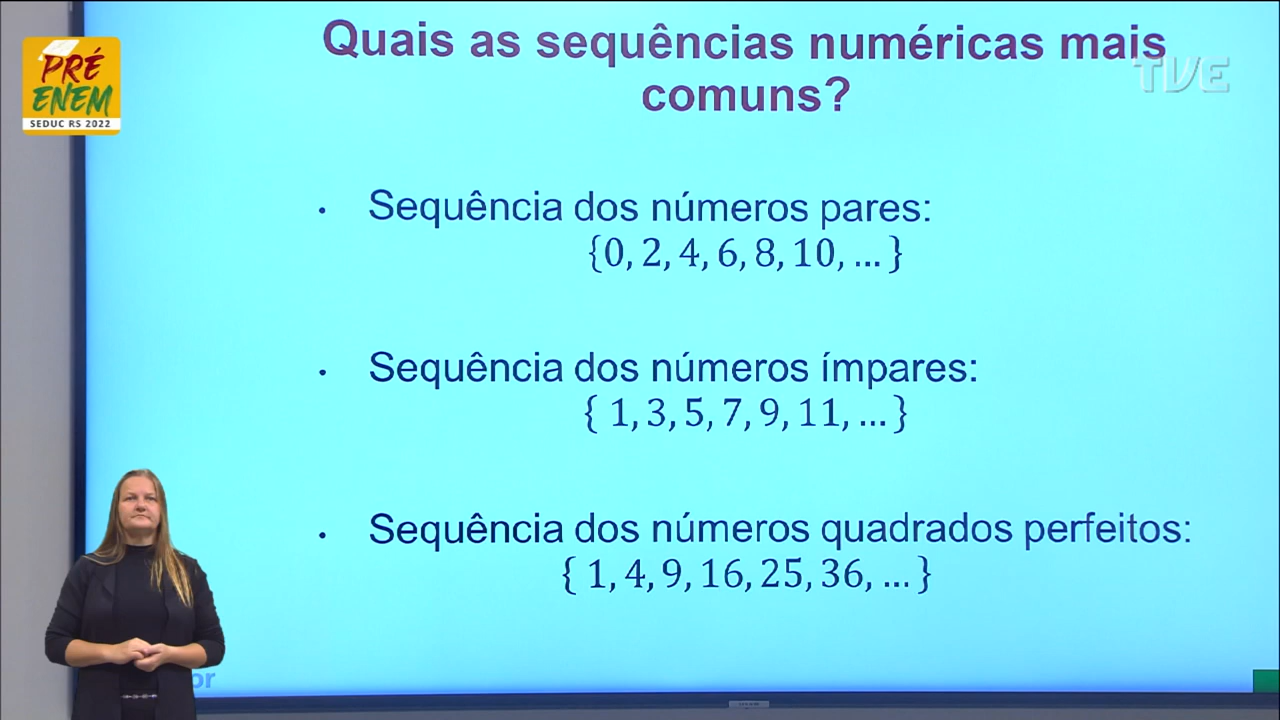 PRÉ
ENEM
SEDUC RS 2022
Quais as sequências numéricas mais
comuns?
TVE
• Sequência dos números pares:
{0, 2, 4, 6, 8, 10, ... }
• Sequência dos números ímpares:
{ 1, 3, 5, 7, 9, 11, ... }
• Sequência dos números quadrados perfeitos:
{ 1, 4, 9, 16, 25, 36, ... }